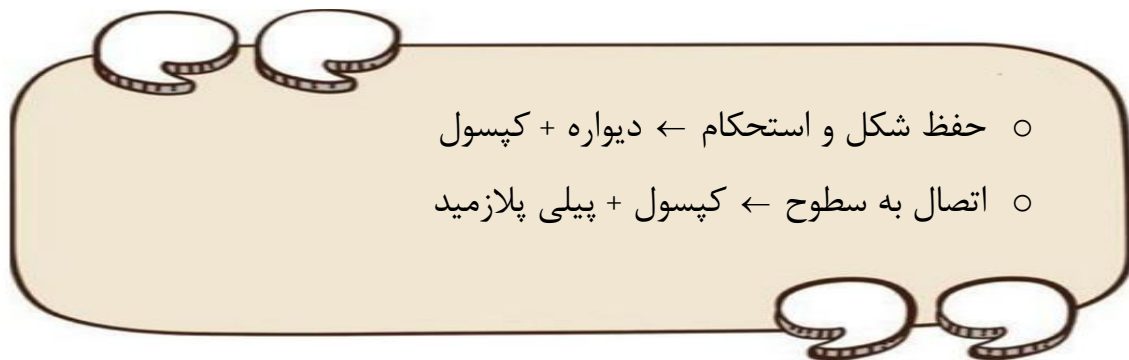 ○ حفظ شکل و استحکام ← دیواره + کپسول
○ اتصال به سطوح ← کپسول + پیلی پلازمید